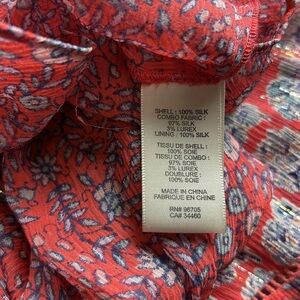 SHELL : 100% SILK
COMBO FABRIC :
97% SILK
3% LUREX
LINING : 100% SILK
TISSU DE SHELL :
100% SOIE
TISSU DE COMBO :
97% SOIE
3% LUREX
DOUBLURE :
100% SOIE
MADE IN CHINA
FABRIQUE EN CHINE
RN# 96705
CA# 34460